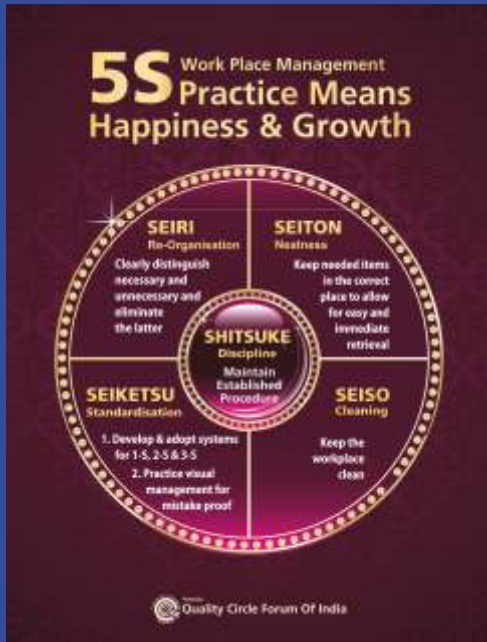 5S Work Place Management
Practice Means
Happiness & Growth
SEIRI
Re-Organisation
Clearly distinguish
necessary and
unnecessary and
eliminate
the latter
SEITON
Neatness
Keep needed items
in the correct
place to allow
for easy and
immediate
retrieval
SHITSUKE
Discipline
Maintain
Established
Procedure
SEIKETSU
Standardisation
1. Develop & adopt systems
for 1-S, 2-S & 3-S
2. Practice visual
management for
mistake proof
SEISO
Cleaning
Keep the
workplace
clean
Quality Circle Forum Of India